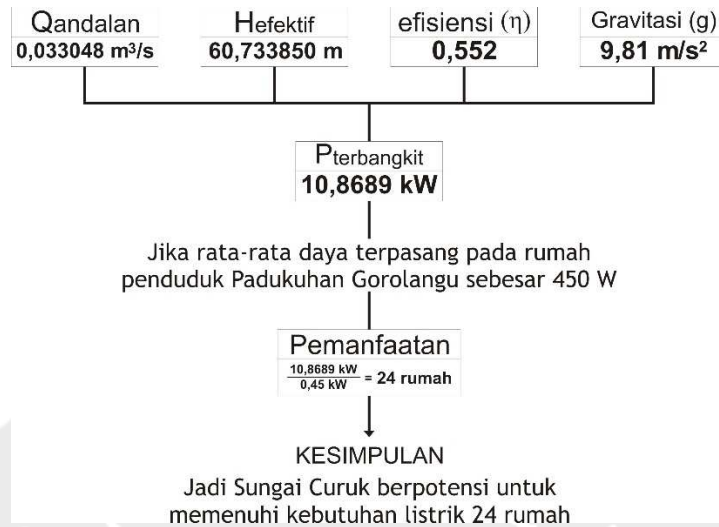 Qandalan
0,033048 m³/s
Hefektif
60,733850 m
efisiensi (η)
0,552
Gravitasi (g)
9,81 m/s²
Pterbangkit
10,8689 kW
Jika rata-rata daya terpasang pada rumah
penduduk Padukuhan Gorolangu sebesar 450 W
Pemanfaatan
10,8689 kW
0,45 kW
= 24 rumah
KESIMPULAN
Jadi Sungai Curuk berpotensi untuk
memenuhi kebutuhan listrik 24 rumah